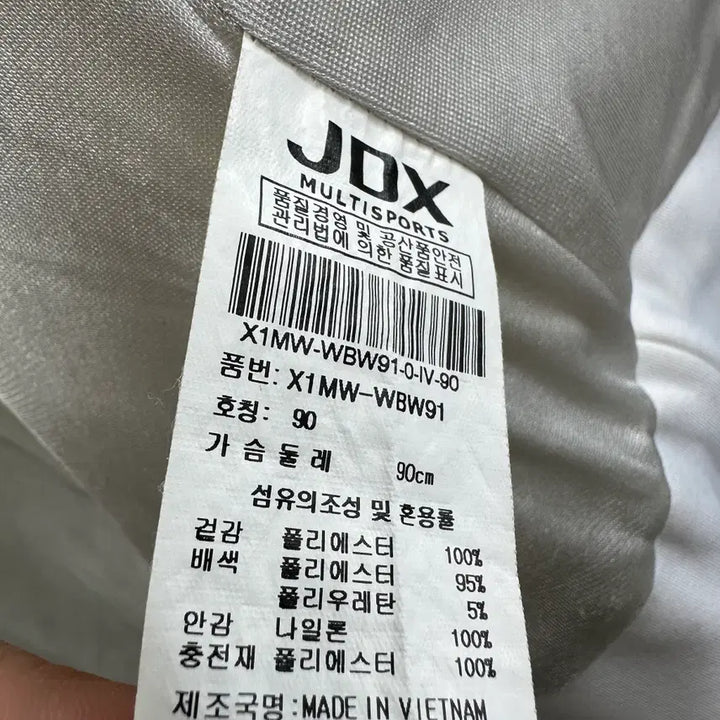 JDX
MULTISPORTS
품질경영 및 공산품안전
관리법에 의한 품질표시
X1MW-WBW91-0-IV-90
품번: X1MW-WBW91
호칭: 90
가슴둘레 90cm
섬유의조성 및 혼용률
겉감 폴리에스터 100%
배색 폴리에스터 95%
폴리우레탄 5%
안감 나일론 100%
충전재 폴리에스터 100%
제조국명: MADE IN VIETNAM